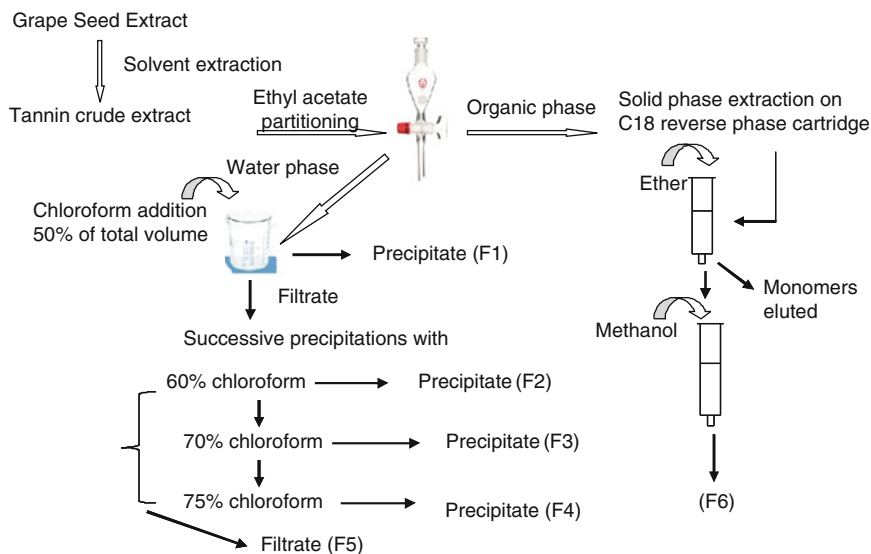 Grape Seed Extract
Solvent extraction
Tannin crude extract
Ethyl acetate
partitioning
Organic phase
Solid phase extraction on
C18 reverse phase cartridge
Ether
Water phase
Chloroform addition
50% of total volume
Precipitate (F1)
Filtrate
Monomers
eluted
Methanol
Successive precipitations with
60% chloroform
Precipitate (F2)
70% chloroform
Precipitate (F3)
75% chloroform
Precipitate (F4)
Filtrate (F5)
(F6)